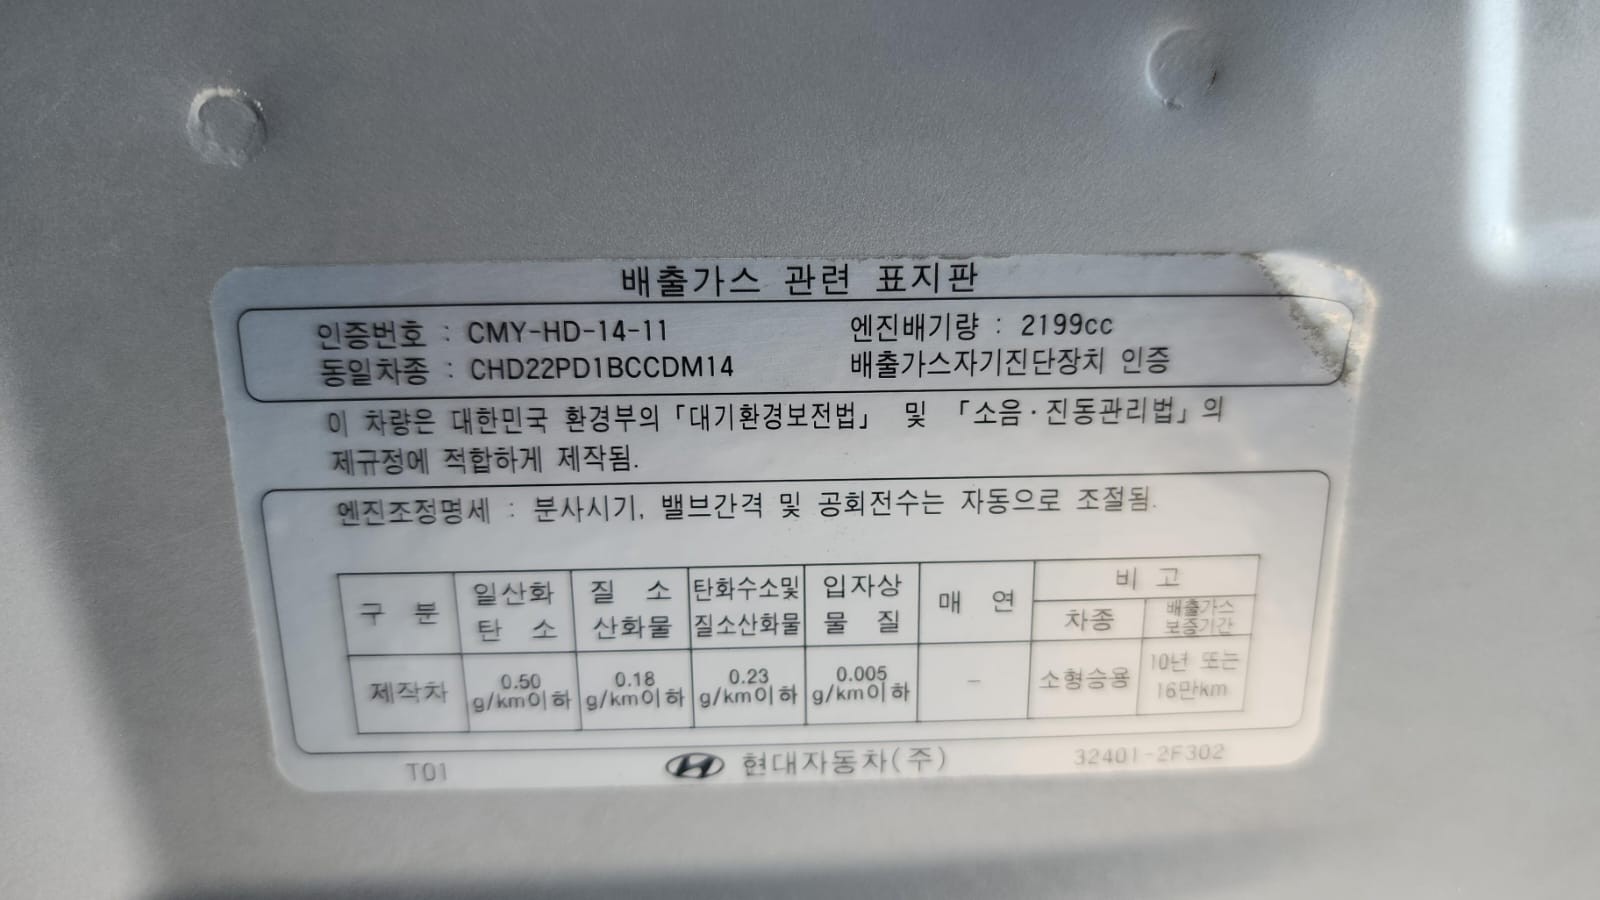 배출가스 관련 표지판
인증번호 : CMY-HD-14-11 엔진배기량 : 2199cc
동일차종 : CHD22PD1BCCDM14 배출가스자기진단장치 인증
이 차량은 대한민국 환경부의「대기환경보전법」 및 「소음·진동관리법」의
제규정에 적합하게 제작됨.
엔진조정명세 : 분사시기, 밸브간격 및 공회전수는 자동으로 조절됨.
구 분 일산화 탄 소 질 소 산화물 탄화수소및 질소산화물 입자상 물 질 매 연 비 고
차종 배출가스 보증기간
제작차 0.50 g/km이하 0.18 g/km이하 0.23 g/km이하 0.005 g/km이하 - 소형승용 10년 또는 16만km
T01 현대자동차(주) 32401-2F302